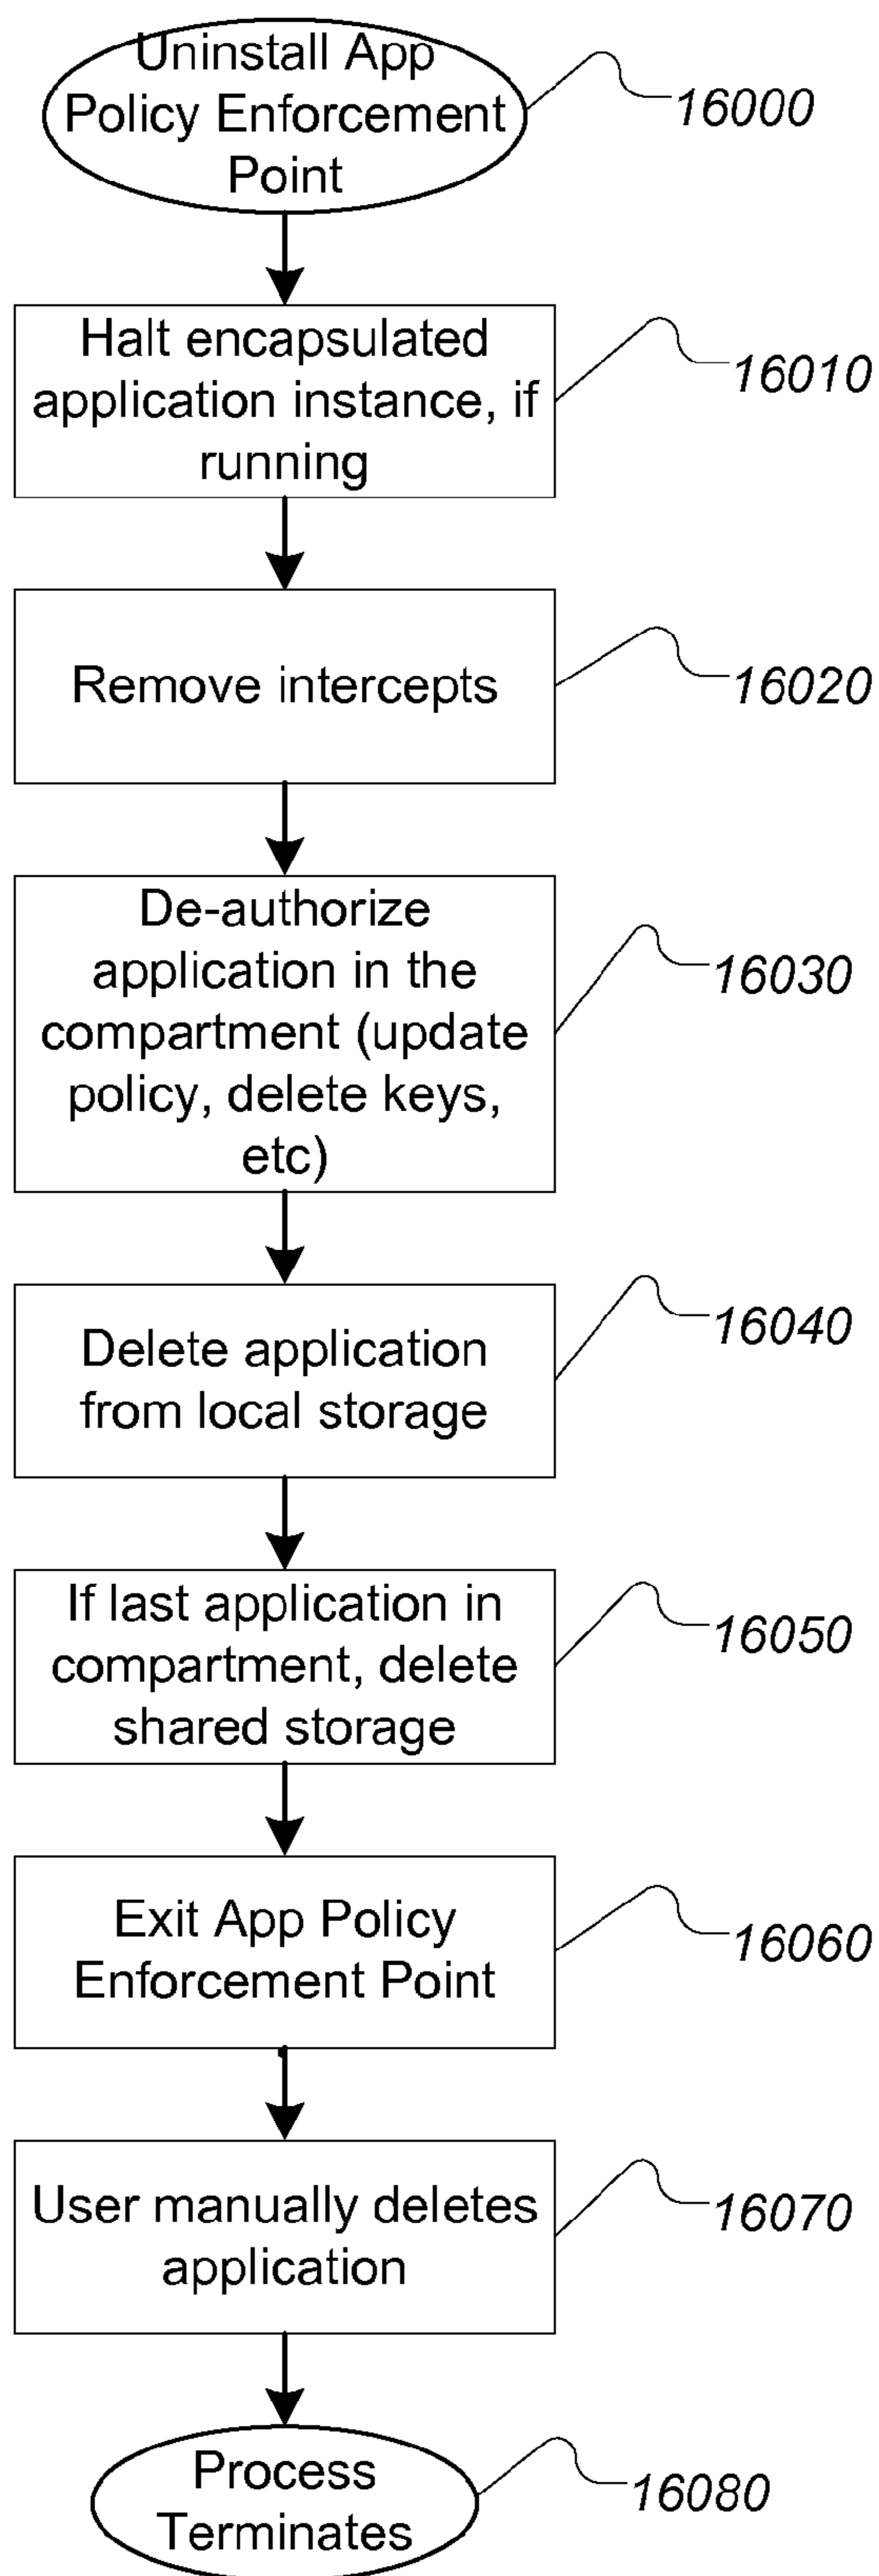 Uninstall App
Policy Enforcement
Point
16000
Halt encapsulated
application instance, if
running
16010
Remove intercepts
16020
De-authorize
application in the
compartment (update
policy, delete keys,
etc)
16030
Delete application
from local storage
16040
If last application in
compartment, delete
shared storage
16050
Exit App Policy
Enforcement Point
16060
User manually deletes
application
16070
Process
Terminates
16080